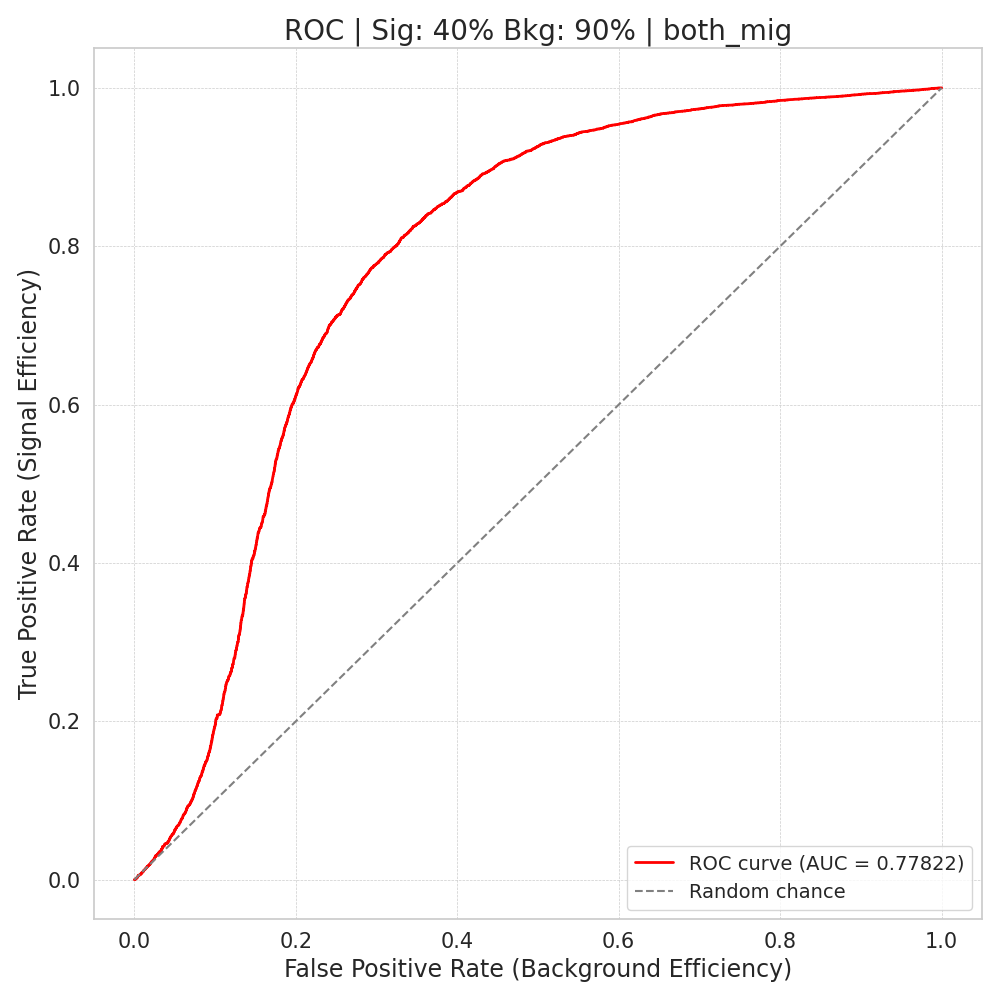 ROC | Sig: 40% Bkg: 90% | both_mig
True Positive Rate (Signal Efficiency)
1.0
0.8
0.6
0.4
0.2
0.0
ROC curve (AUC = 0.77822)
Random chance
0.0 0.2 0.4 0.6 0.8 1.0
False Positive Rate (Background Efficiency)